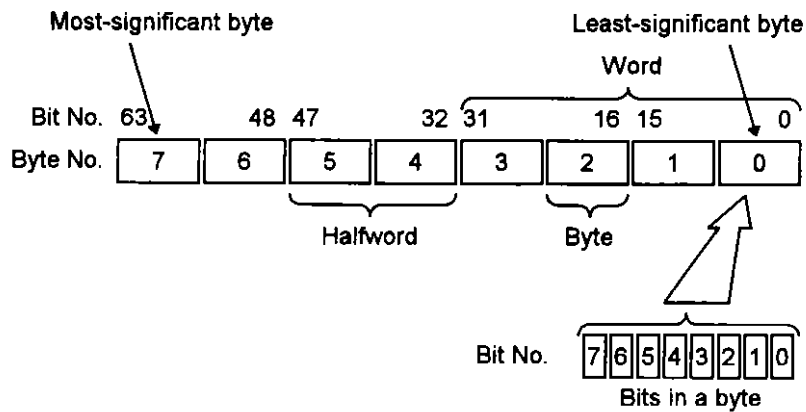 Most-significant byte Least-significant byte
Word
Bit No. 63 48 47 32 31 16 15 0
Byte No. 7 6 5 4 3 2 1 0
Halfword Byte
Bit No. 7 6 5 4 3 2 1 0
Bits in a byte